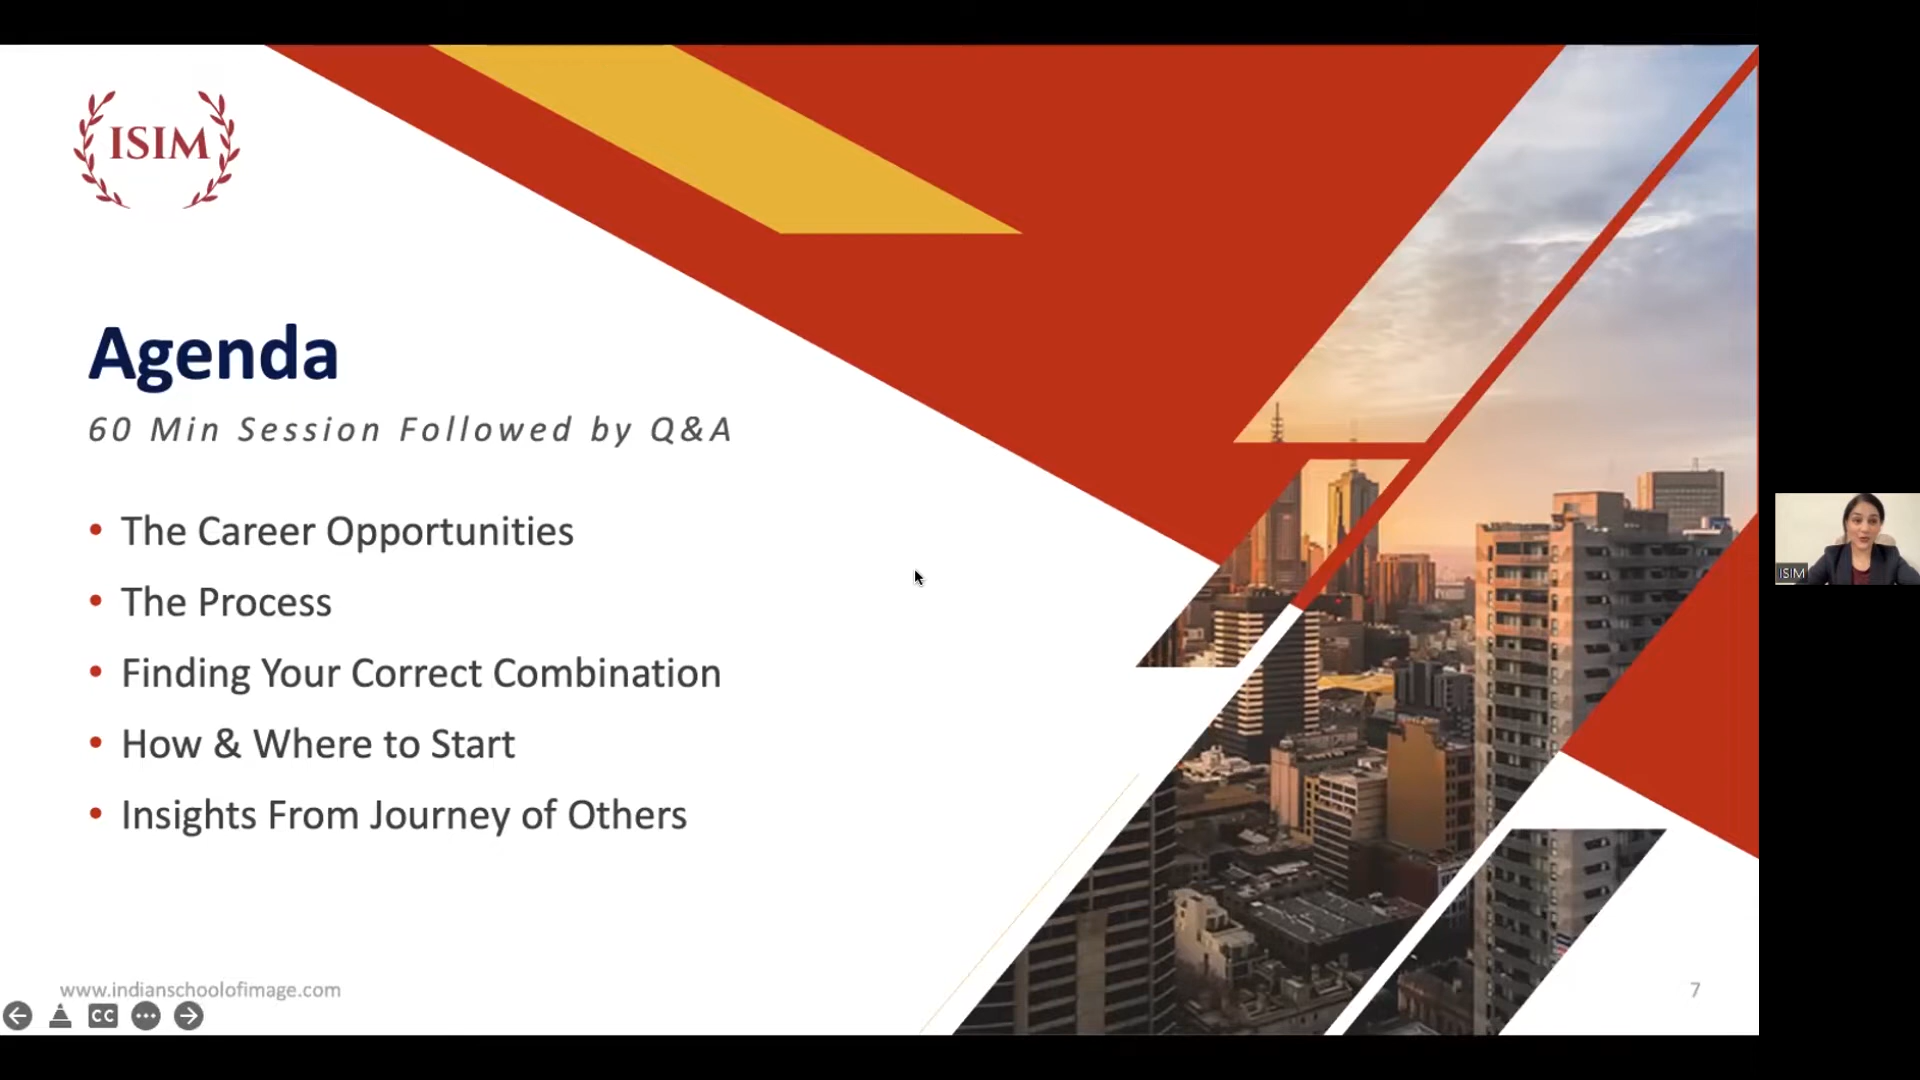 ISIM
Agenda
60 Min Session Followed by Q&A
• The Career Opportunities
• The Process
• Finding Your Correct Combination
• How & Where to Start
• Insights From Journey of Others
ISIM
www.indianschoolofimage.com
7
CC